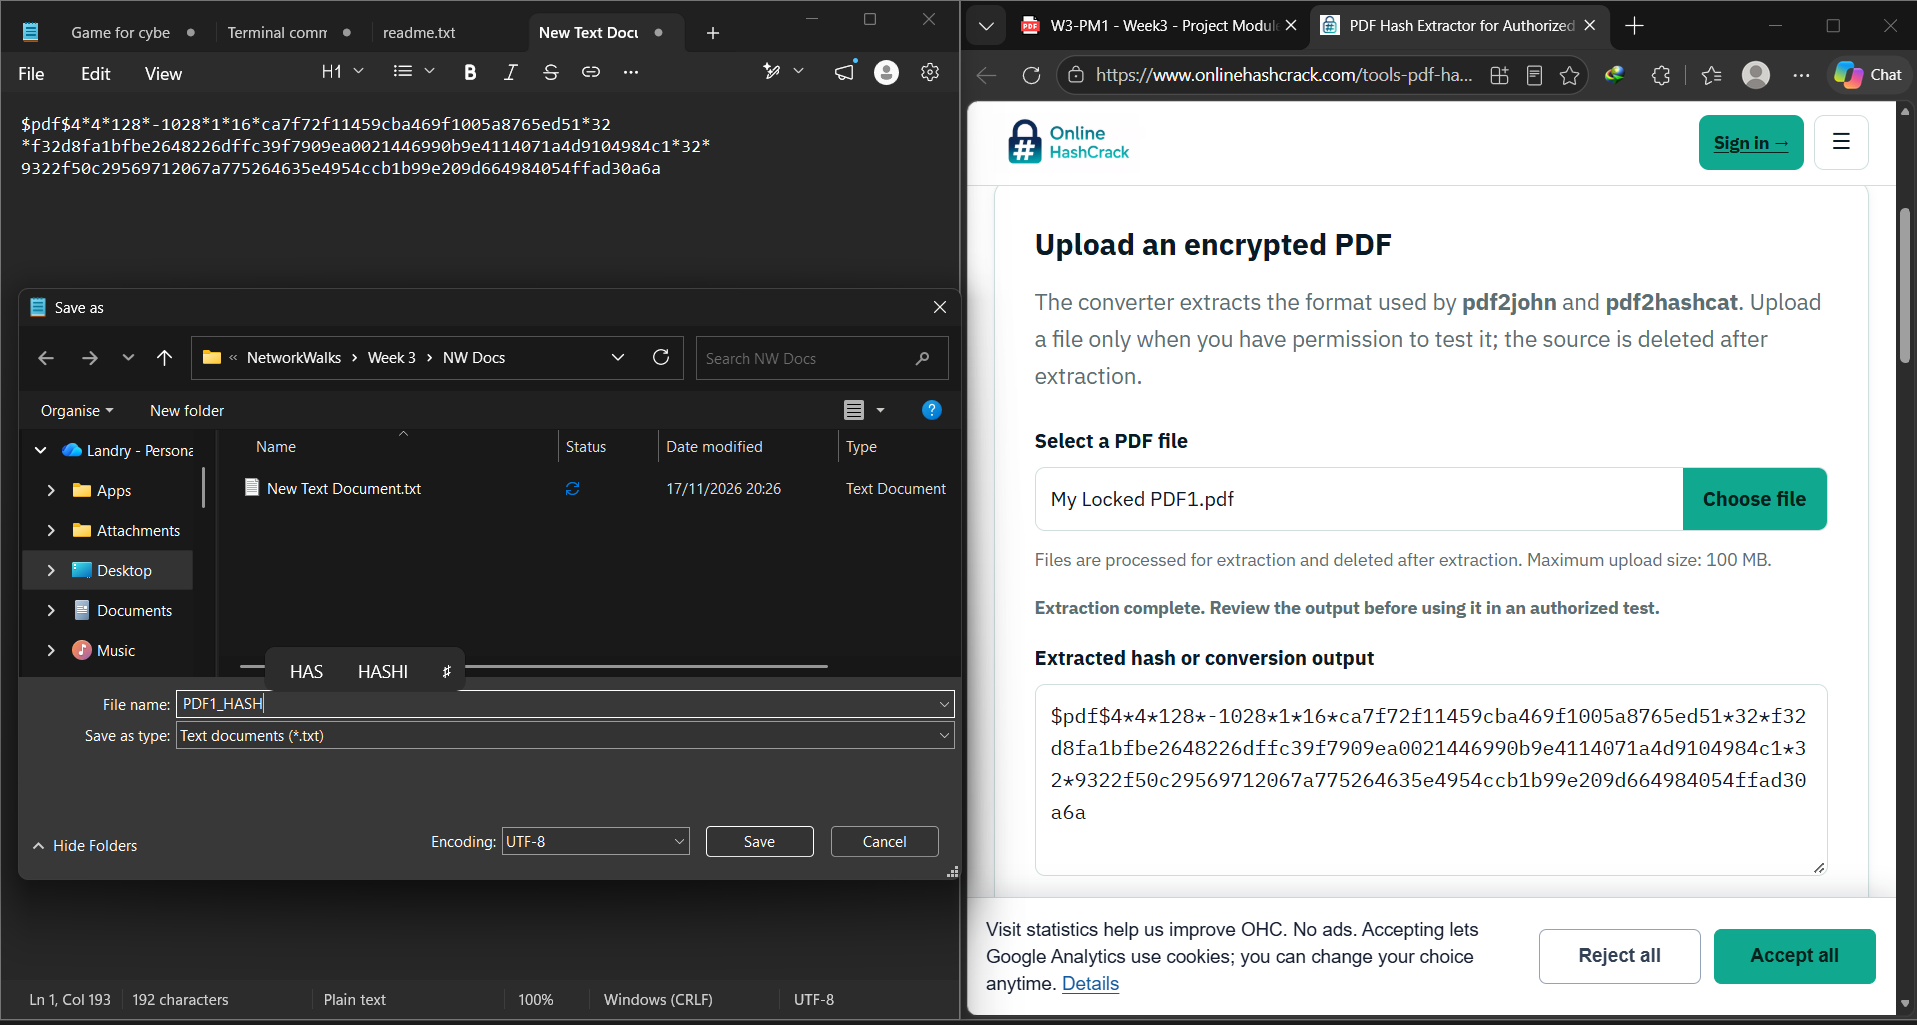 Game for cybe
Terminal comm
readme.txt
New Text Docu
File Edit View
H1
$pdf$4*4*128*-1028*1*16*ca7f72f11459cba469f1005a8765ed51*32
*f32d8fa1bfbe2648226dffc39f7909ea0021446990b9e4114071a4d9104984c1*32*
9322f50c29569712067a775264635e4954ccb1b99e209d664984054ffad30a6a
Save as
« NetworkWalks › Week 3 › NW Docs
Search NW Docs
Organise New folder
?
Landry - Persona
Apps
Attachments
Desktop
Documents
Music
Name Status Date modified Type
New Text Document.txt 17/11/2026 20:26 Text Document
HAS HASHI ♯
File name: PDF1_HASH
Save as type: Text documents (*.txt)
Hide Folders
Encoding: UTF-8
Save
Cancel
Ln 1, Col 193 192 characters Plain text 100% Windows (CRLF) UTF-8
PDF
W3-PM1 - Week3 - Project Modul
PDF Hash Extractor for Authorized
https://www.onlinehashcrack.com/tools-pdf-ha...
Chat
Online
HashCrack
Sign in →
Upload an encrypted PDF
The converter extracts the format used by pdf2john and pdf2hashcat. Upload
a file only when you have permission to test it; the source is deleted after
extraction.
Select a PDF file
My Locked PDF1.pdf
Choose file
Files are processed for extraction and deleted after extraction. Maximum upload size: 100 MB.
Extraction complete. Review the output before using it in an authorized test.
Extracted hash or conversion output
$pdf$4*4*128*-1028*1*16*ca7f72f11459cba469f1005a8765ed51*32*f32
d8fa1bfbe2648226dffc39f7909ea0021446990b9e4114071a4d9104984c1*3
2*9322f50c29569712067a775264635e4954ccb1b99e209d664984054ffad30
a6a
Visit statistics help us improve OHC. No ads. Accepting lets
Google Analytics use cookies; you can change your choice
anytime. Details
Reject all
Accept all